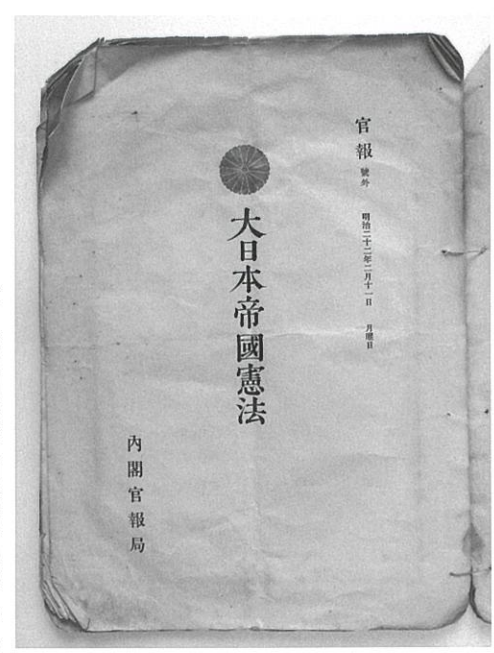 官報 號外 明治二十二年二月十一日 月曜日
大日本帝國憲法
内閣官報局